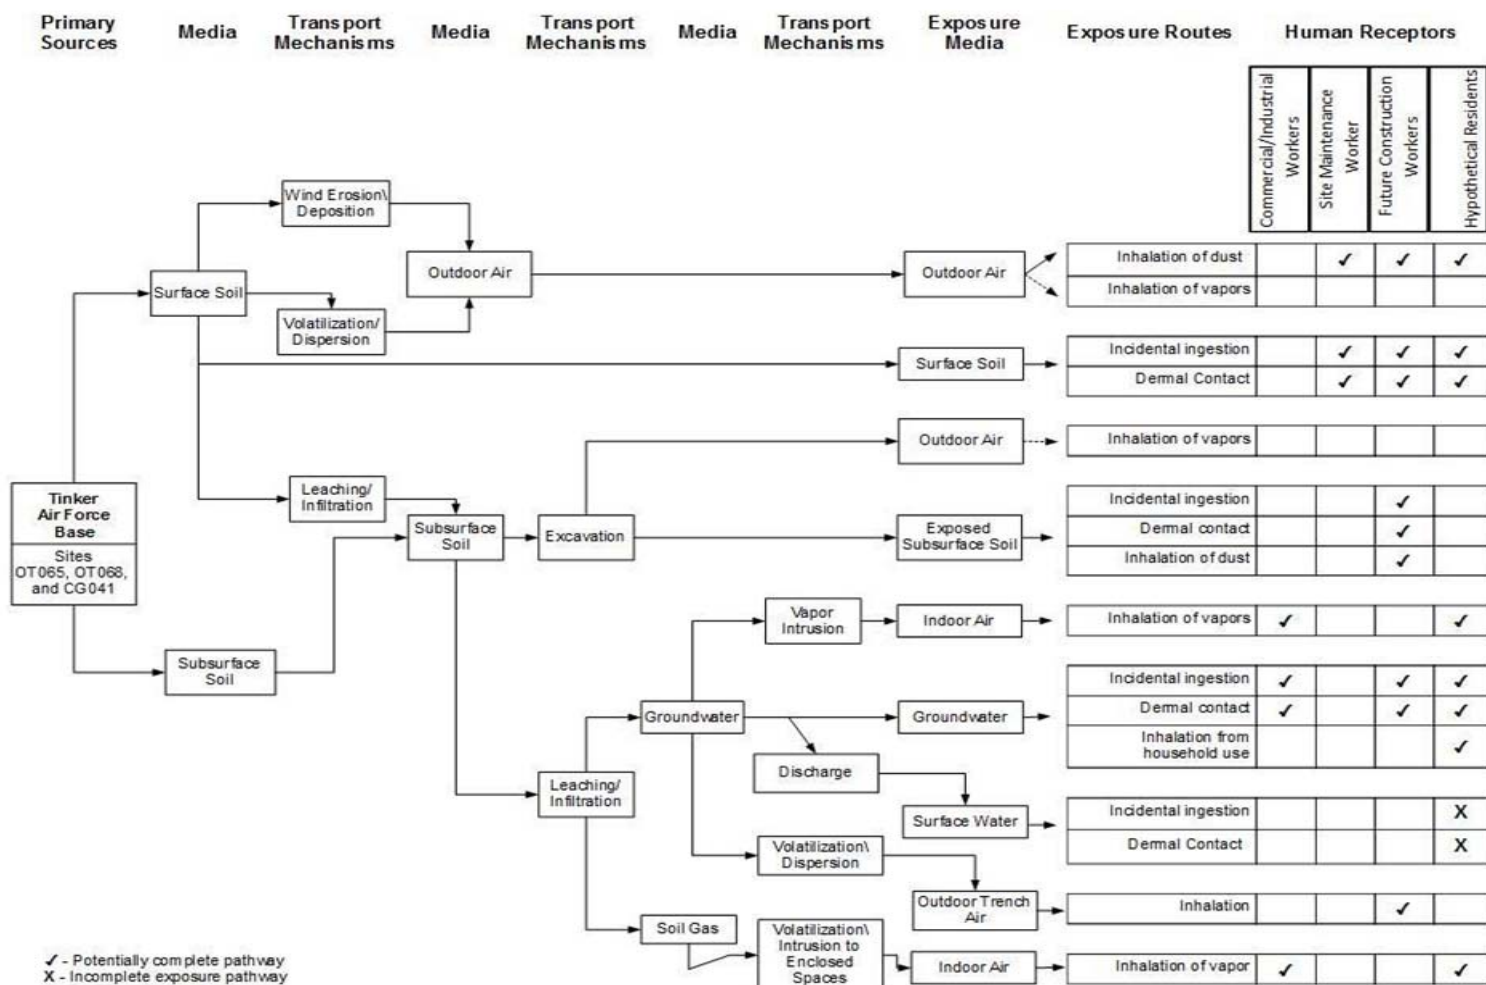 Primary
Sources
Media
Transport
Mechanisms
Media
Transport
Mechanisms
Media
Transport
Mechanisms
Exposure
Media
Exposure Routes
Human Receptors
Commercial/Industrial
Workers
Site Maintenance
Worker
Future Construction
Workers
Hypothetical Residents
Wind Erosion\
Deposition
Outdoor Air
Outdoor Air
Inhalation of dust ✓ ✓ ✓
Inhalation of vapors
Surface Soil
Volatilization/
Dispersion
Surface Soil
Incidental ingestion ✓ ✓ ✓
Dermal Contact ✓ ✓ ✓
Outdoor Air
Inhalation of vapors
Tinker
Air Force
Base
Sites
OT065, OT068,
and CG041
Leaching/
Infiltration
Subsurface
Soil
Excavation
Exposed
Subsurface Soil
Incidental ingestion ✓
Dermal contact ✓
Inhalation of dust ✓
Vapor
Intrusion
Indoor Air
Inhalation of vapors ✓ ✓
Subsurface
Soil
Groundwater
Groundwater
Incidental ingestion ✓ ✓ ✓
Dermal contact ✓ ✓ ✓
Inhalation from
household use ✓
Discharge
Leaching/
Infiltration
Surface Water
Incidental ingestion X
Dermal Contact X
Volatilization\
Dispersion
Outdoor Trench
Air
Inhalation ✓
Soil Gas
Volatilization\
Intrusion to
Enclosed
Spaces
Indoor Air
Inhalation of vapor ✓ ✓
✓ - Potentially complete pathway
X - Incomplete exposure pathway